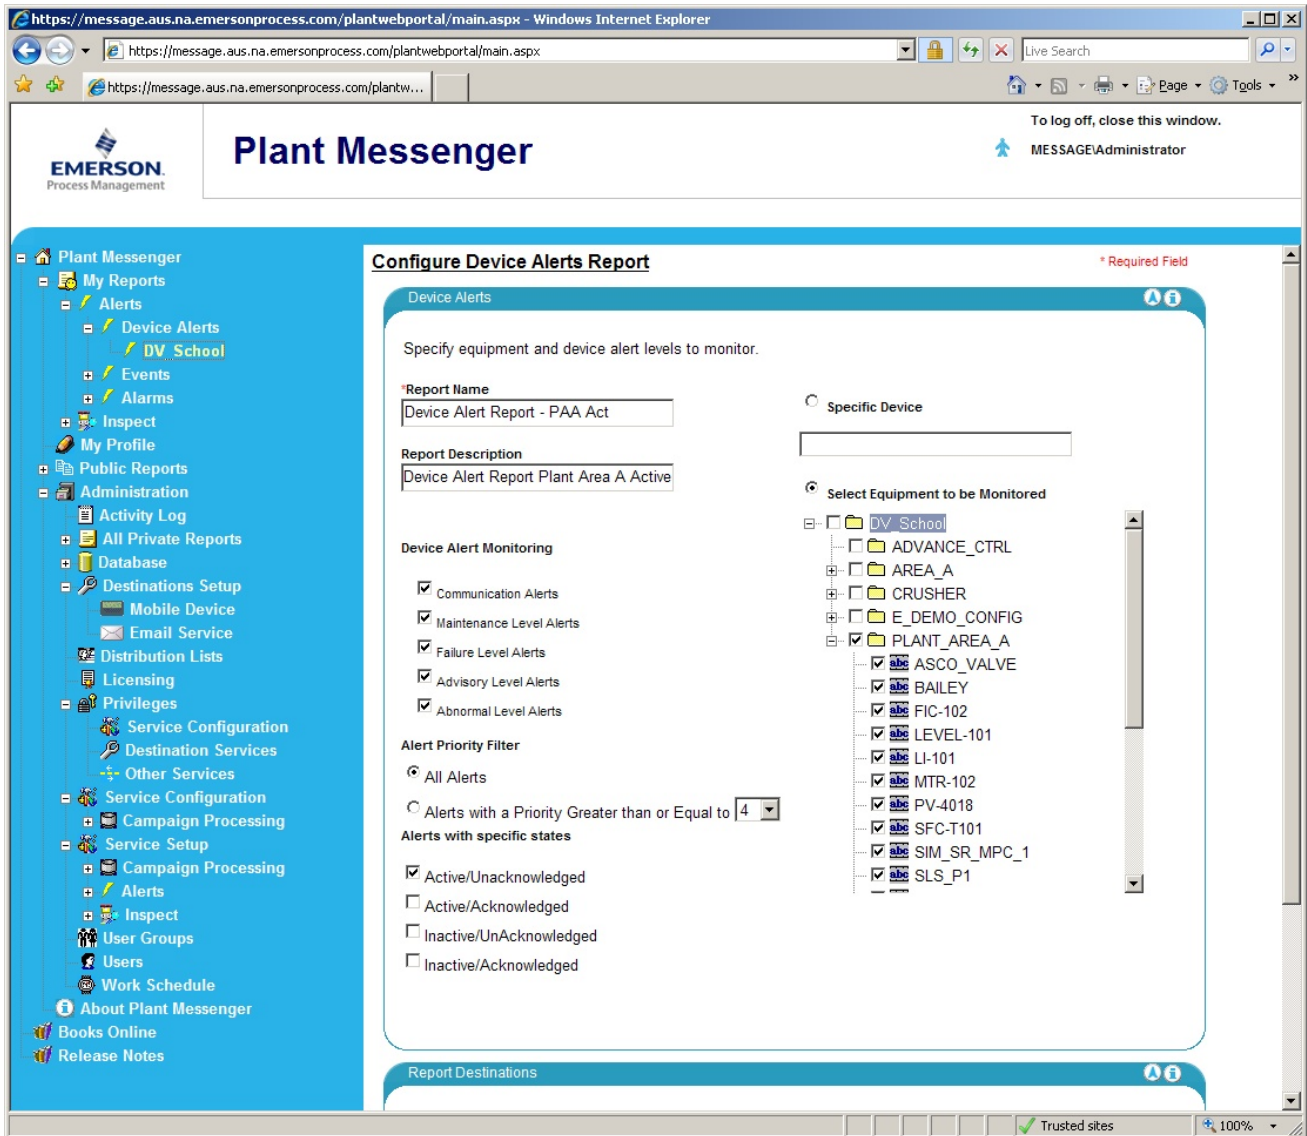 https://message.aus.na.emersonprocess.com/plantwebportal/main.aspx - Windows Internet Explorer
https://message.aus.na.emersonprocess.com/plantwebportal/main.aspx
Live Search
https://message.aus.na.emersonprocess.com/plantw...
Page
Tools
»
EMERSON.
Process Management
Plant Messenger
To log off, close this window.
MESSAGE\Administrator
Plant Messenger
My Reports
Alerts
Device Alerts
DV_School
Events
Alarms
Inspect
My Profile
Public Reports
Administration
Activity Log
All Private Reports
Database
Destinations Setup
Mobile Device
Email Service
Distribution Lists
Licensing
Privileges
Service Configuration
Destination Services
Other Services
Service Configuration
Campaign Processing
Service Setup
Campaign Processing
Alerts
Inspect
User Groups
Users
Work Schedule
About Plant Messenger
Books Online
Release Notes
Configure Device Alerts Report
* Required Field
Device Alerts
Specify equipment and device alert levels to monitor.
*Report Name
Device Alert Report - PAA Act
Report Description
Device Alert Report Plant Area A Active
Device Alert Monitoring
Communication Alerts
Maintenance Level Alerts
Failure Level Alerts
Advisory Level Alerts
Abnormal Level Alerts
Alert Priority Filter
All Alerts
Alerts with a Priority Greater than or Equal to 4
Alerts with specific states
Active/Unacknowledged
Active/Acknowledged
Inactive/UnAcknowledged
Inactive/Acknowledged
Specific Device
Select Equipment to be Monitored
DV_School
ADVANCE_CTRL
AREA_A
CRUSHER
E_DEMO_CONFIG
PLANT_AREA_A
abc ASCO_VALVE
abc BAILEY
abc FIC-102
abc LEVEL-101
abc LI-101
abc MTR-102
abc PV-4018
abc SFC-T101
abc SIM_SR_MPC_1
abc SLS_P1
Report Destinations
Trusted sites
100%